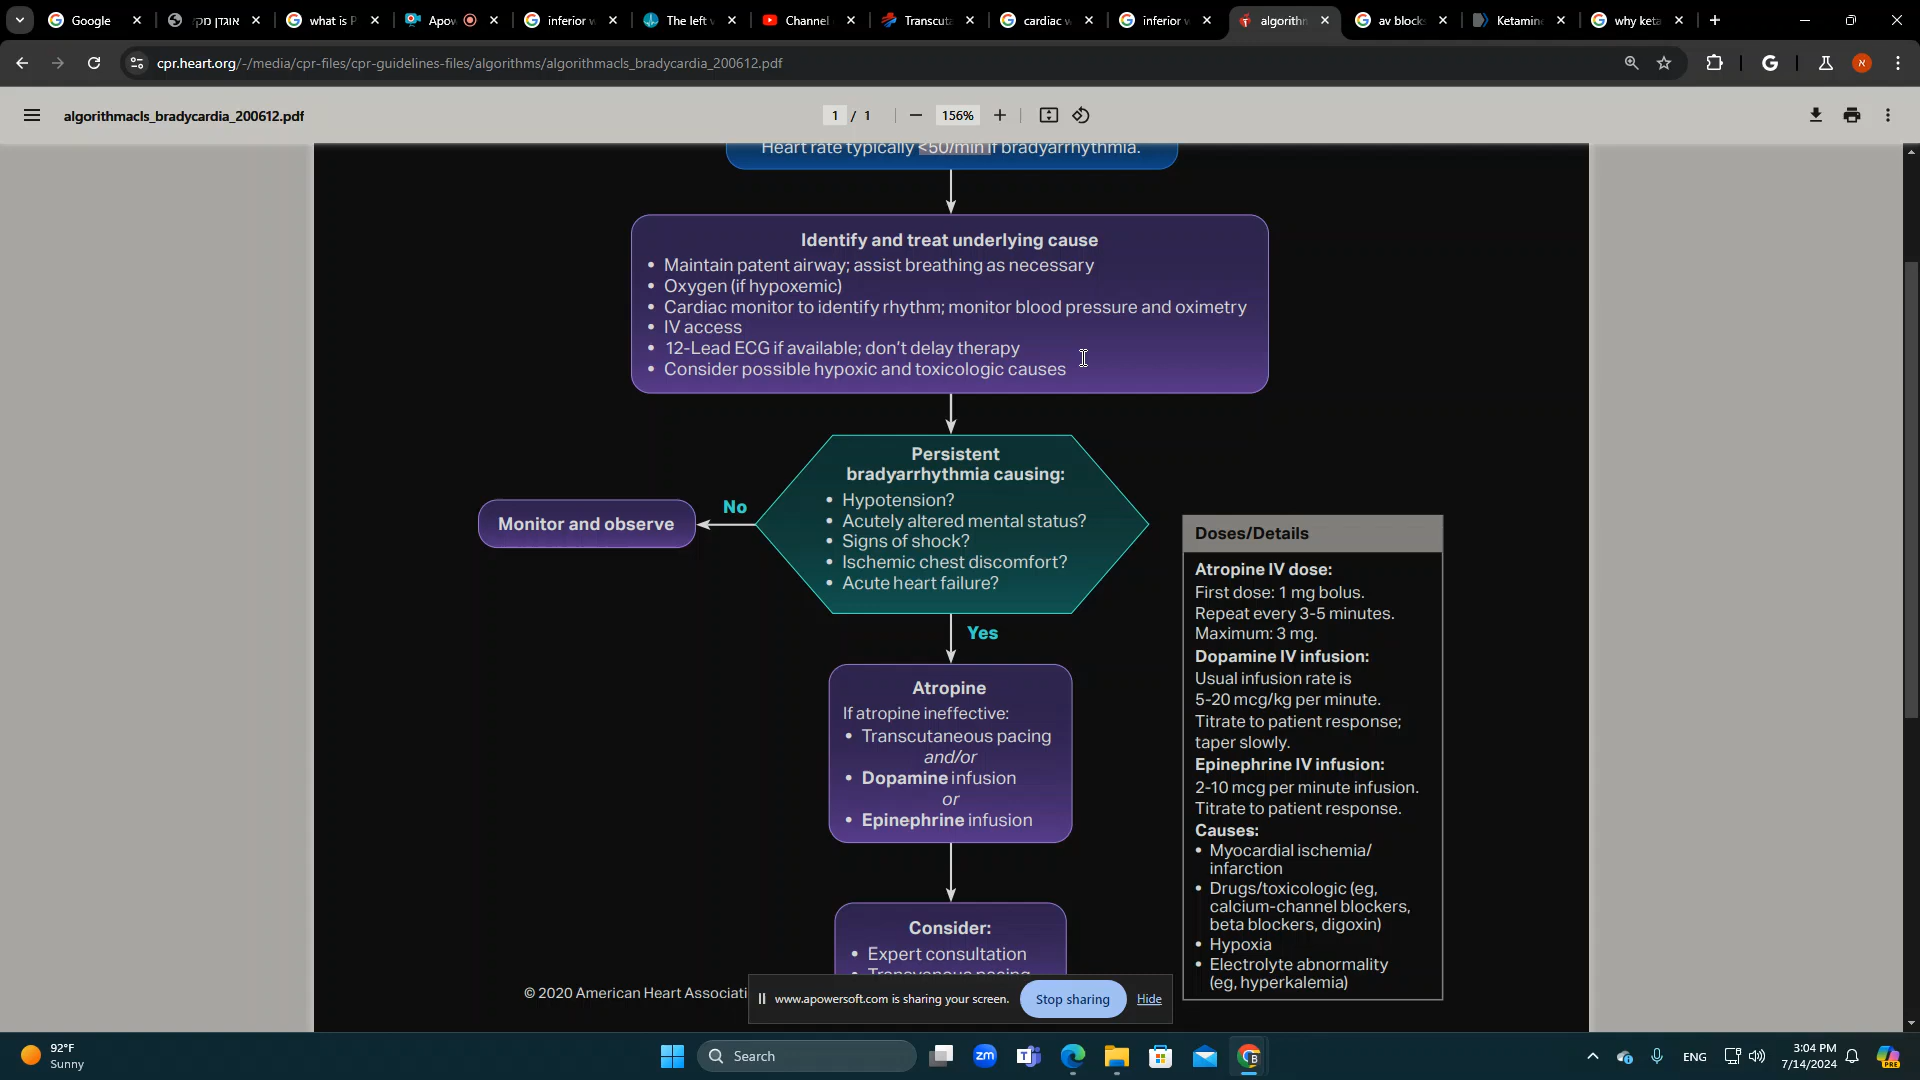 Google
אוגדן מקי
what is P
Apow
inferior w
The left v
Channel
Transcuta
cardiac w
inferior w
algorithm
av block
Ketamine
why keta
cpr.heart.org/-/media/cpr-files/cpr-guidelines-files/algorithms/algorithmacls_bradycardia_200612.pdf
algorithmacls_bradycardia_200612.pdf
1 / 1
156%
Heart rate typically <50/min if bradyarrhythmia.
Identify and treat underlying cause
• Maintain patent airway; assist breathing as necessary
• Oxygen (if hypoxemic)
• Cardiac monitor to identify rhythm; monitor blood pressure and oximetry
• IV access
• 12-Lead ECG if available; don't delay therapy
• Consider possible hypoxic and toxicologic causes
Persistent
bradyarrhythmia causing:
• Hypotension?
• Acutely altered mental status?
• Signs of shock?
• Ischemic chest discomfort?
• Acute heart failure?
No
Monitor and observe
Yes
Atropine
If atropine ineffective:
• Transcutaneous pacing
and/or
• Dopamine infusion
or
• Epinephrine infusion
Consider:
• Expert consultation
• Transvenous pacing
Doses/Details
Atropine IV dose:
First dose: 1 mg bolus.
Repeat every 3-5 minutes.
Maximum: 3 mg.
Dopamine IV infusion:
Usual infusion rate is
5-20 mcg/kg per minute.
Titrate to patient response;
taper slowly.
Epinephrine IV infusion:
2-10 mcg per minute infusion.
Titrate to patient response.
Causes:
• Myocardial ischemia/
infarction
• Drugs/toxicologic (eg,
calcium-channel blockers,
beta blockers, digoxin)
• Hypoxia
• Electrolyte abnormality
(eg, hyperkalemia)
© 2020 American Heart Associati
www.apowersoft.com is sharing your screen.
Stop sharing
Hide
92°F
Sunny
Search
zm
ENG
3:04 PM
7/14/2024
PRE